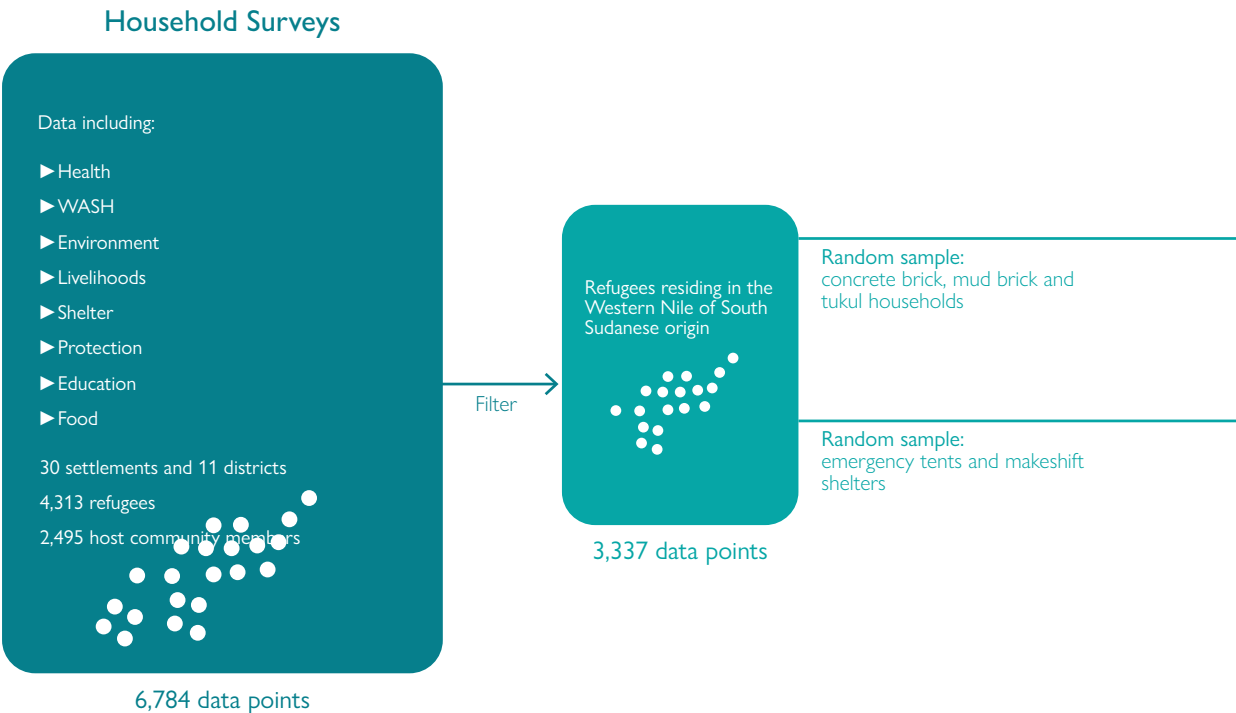 Household Surveys
Data including:
►Health
►WASH
►Environment
►Livelihoods
►Shelter
►Protection
►Education
►Food
30 settlements and 11 districts
4,313 refugees
2,495 host community members
6,784 data points
Filter
Refugees residing in the
Western Nile of South
Sudanese origin
3,337 data points
Random sample:
concrete brick, mud brick and
tukul households
Random sample:
emergency tents and makeshift
shelters